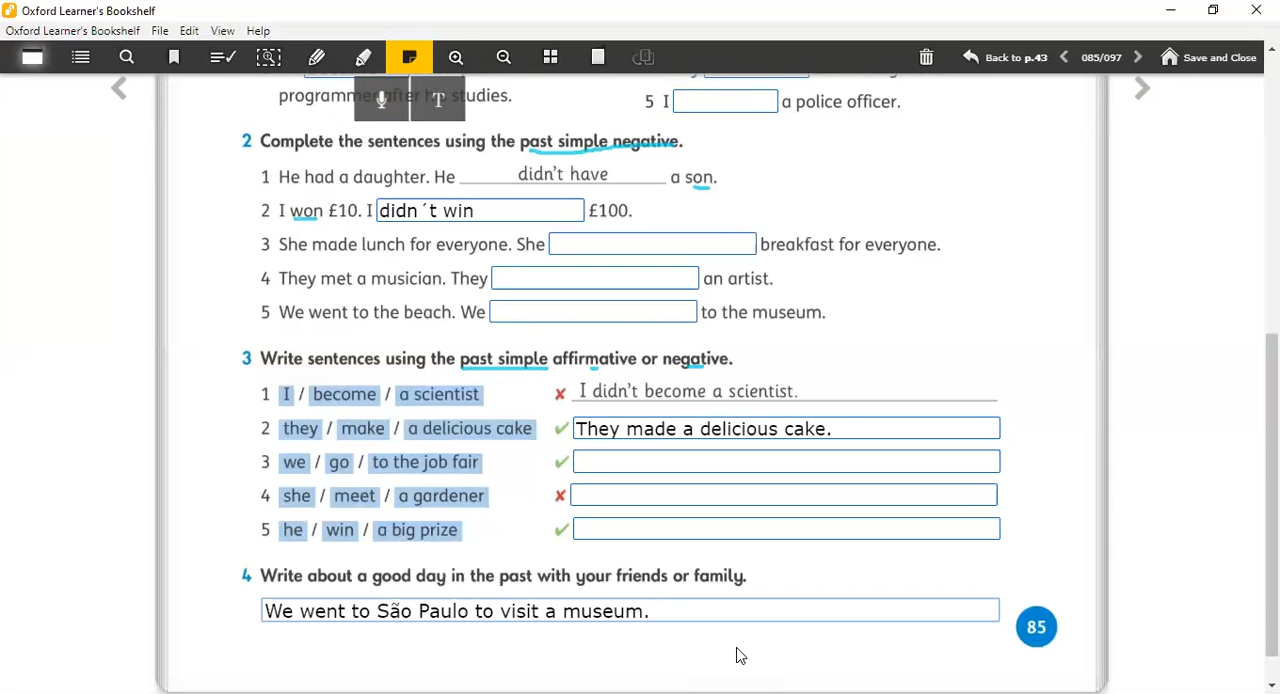 Oxford Learner's Bookshelf
Oxford Learner's Bookshelf File Edit View Help
Back to p.43 085/097 Save and Close
T
programmer after his studies.
5 I a police officer.
2 Complete the sentences using the past simple negative.
1 He had a daughter. He didn't have a son.
2 I won £10. I didn´t win £100.
3 She made lunch for everyone. She breakfast for everyone.
4 They met a musician. They an artist.
5 We went to the beach. We to the museum.
3 Write sentences using the past simple affirmative or negative.
1 I / become / a scientist ✘ I didn't become a scientist.
2 they / make / a delicious cake ✔ They made a delicious cake.
3 we / go / to the job fair ✔
4 she / meet / a gardener ✘
5 he / win / a big prize ✔
4 Write about a good day in the past with your friends or family.
We went to São Paulo to visit a museum.
85